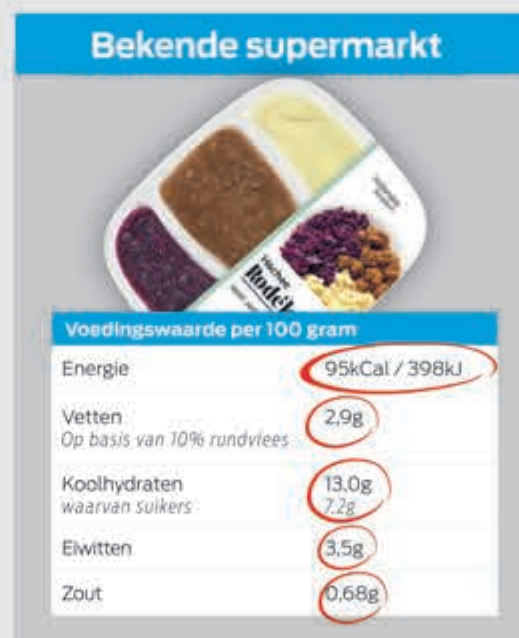 Bekende supermarkt
Hachee
Voedingswaarde per 100 gram
Energie 95kCal / 398kJ
Vetten 2,9g
Op basis van 10% rundvlees
Koolhydraten 13,0g
waarvan suikers 7,2g
Eiwitten 3,5g
Zout 0,68g